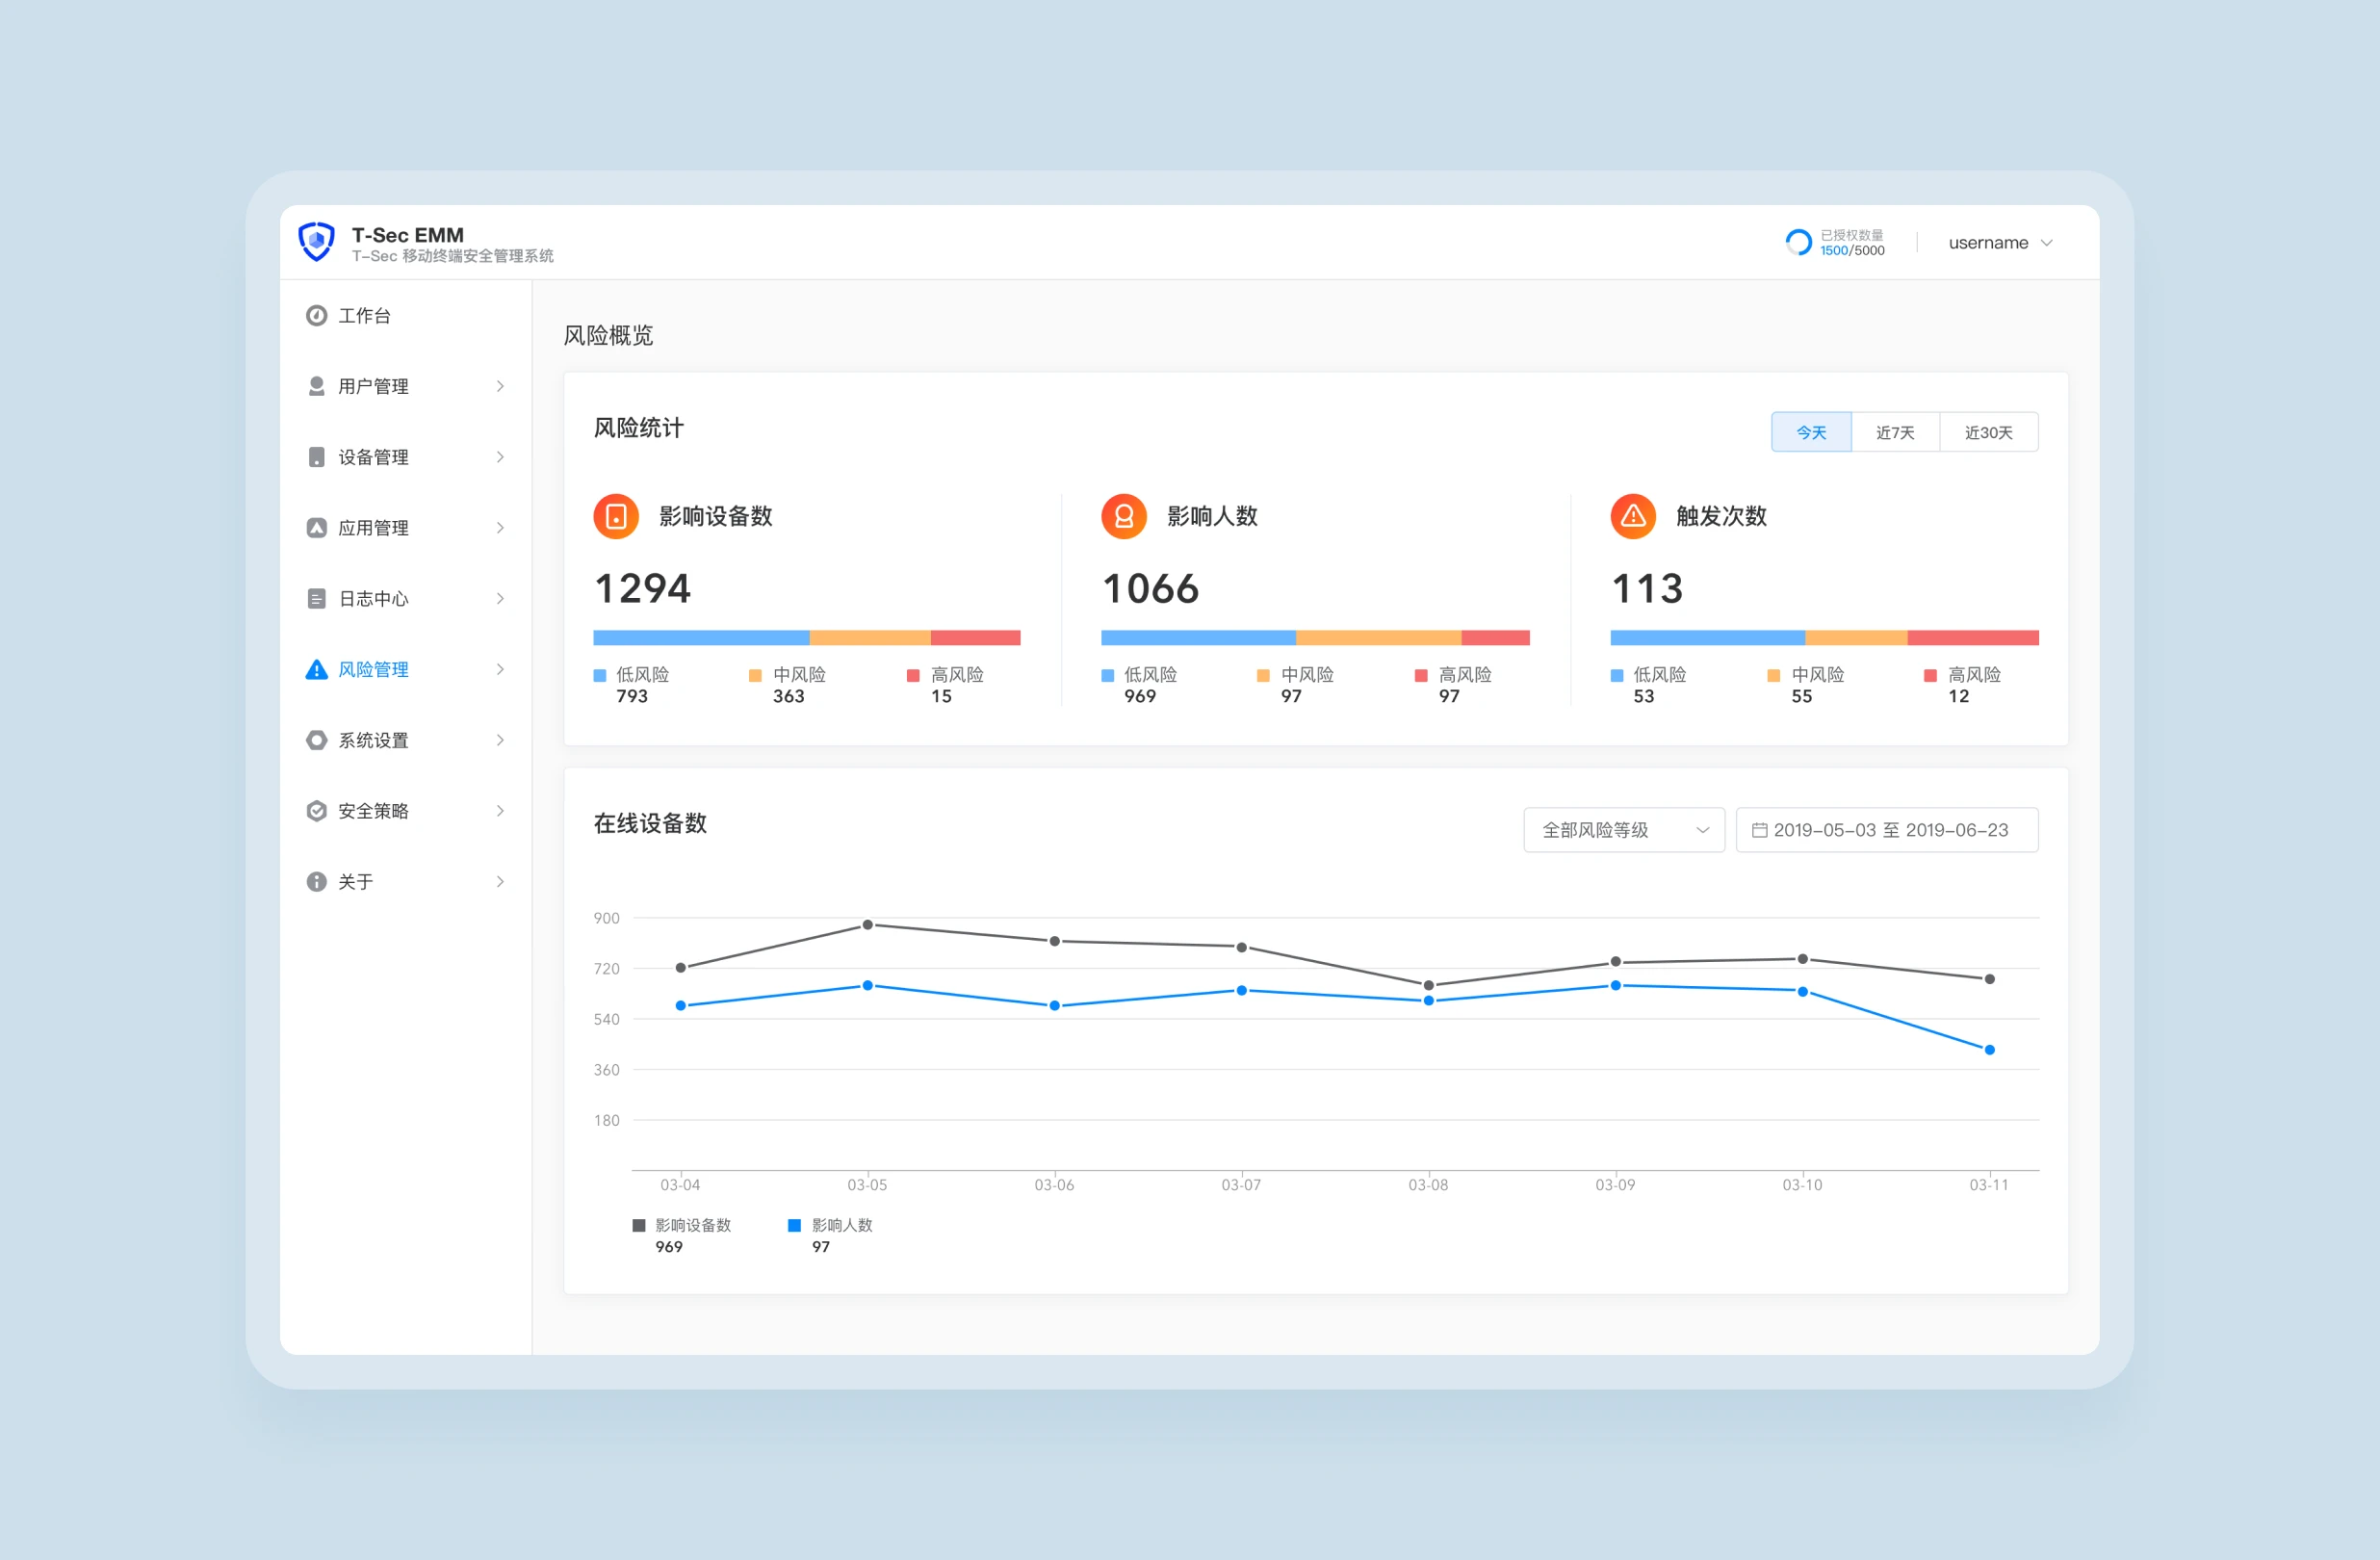 T-Sec EMM
T-Sec 移动终端安全管理系统
已授权数量
1500/5000
username
工作台
用户管理
设备管理
应用管理
日志中心
风险管理
系统设置
安全策略
关于
风险概览
风险统计
今天 近7天 近30天
影响设备数
1294
低风险 中风险 高风险
793 363 15
影响人数
1066
低风险 中风险 高风险
969 97 97
触发次数
113
低风险 中风险 高风险
53 55 12
在线设备数
全部风险等级
2019-05-03 至 2019-06-23
900
720
540
360
180
03-04 03-05 03-06 03-07 03-08 03-09 03-10 03-11
影响设备数 影响人数
969 97